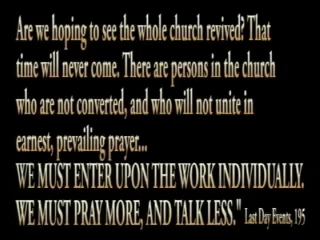 Are we hoping to see the whole church revived? That
time will never come. There are persons in the church
who are not converted, and who will not unite in
earnest, prevailing prayer...
WE MUST ENTER UPON THE WORK INDIVIDUALLY.
WE MUST PRAY MORE, AND TALK LESS." Last Day Events, 195